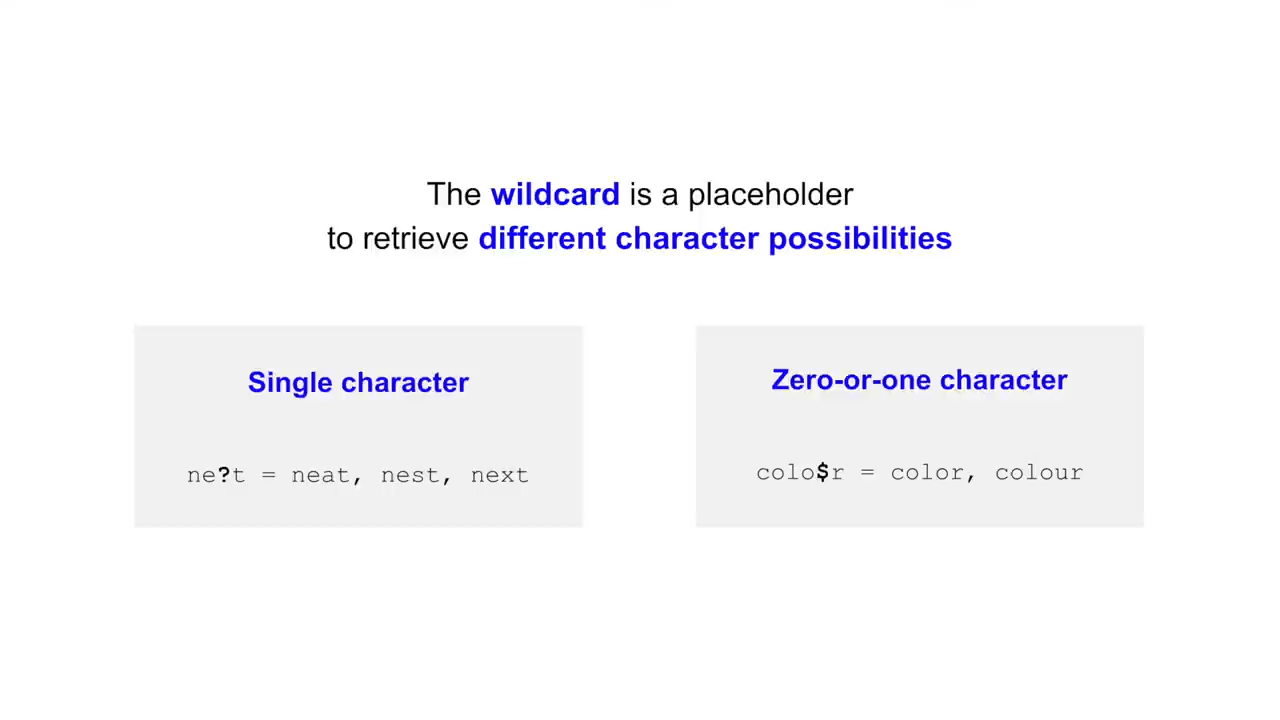 The wildcard is a placeholder
to retrieve different character possibilities
Single character
ne?t = neat, nest, next
Zero-or-one character
colo$r = color, colour